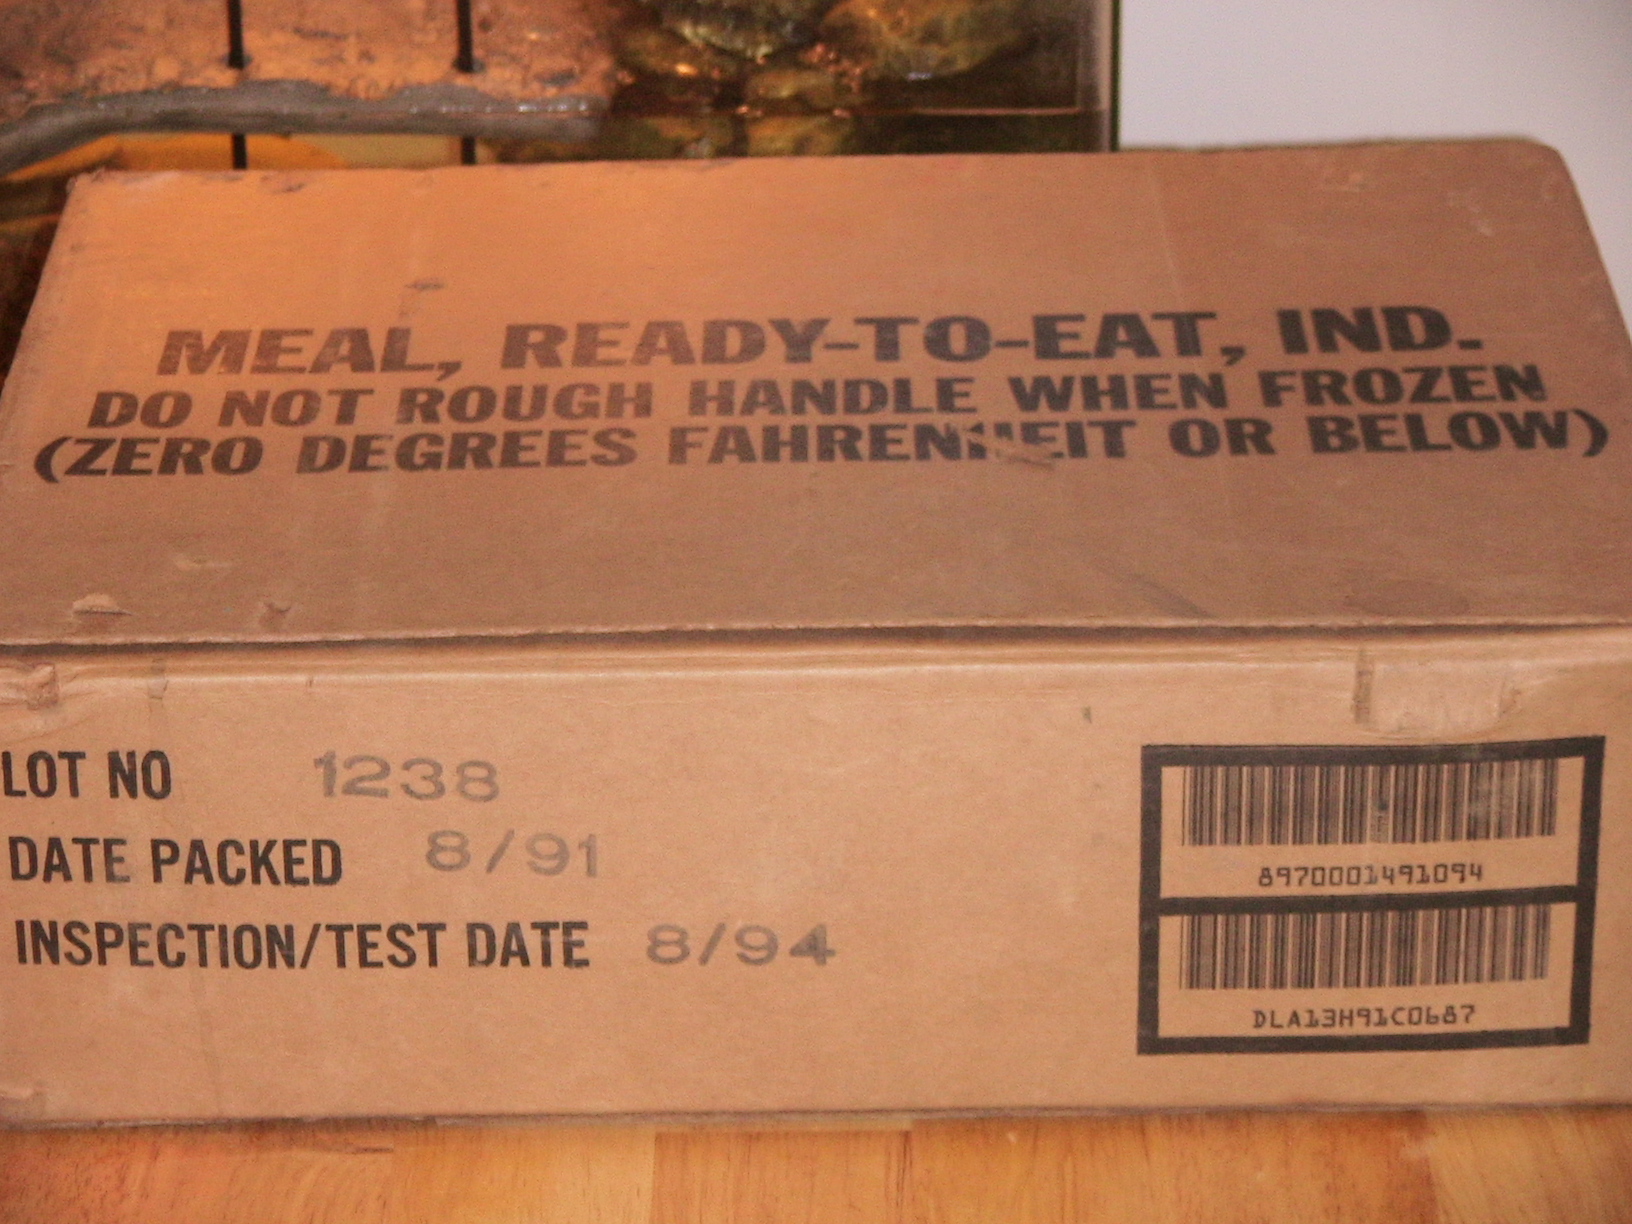 MEAL, READY-TO-EAT, IND.
DO NOT ROUGH HANDLE WHEN FROZEN
(ZERO DEGREES FAHRENHEIT OR BELOW)
LOT NO 1238
DATE PACKED 8/91
INSPECTION/TEST DATE 8/94
8970001491094
DLA13H91C0687